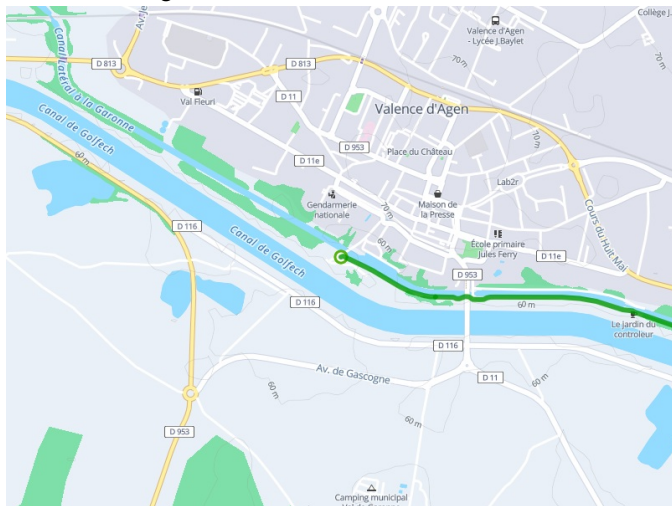 Collège J.
Valence d'Agen
- Lycée J.Baylet
Canal Latéral à la Garonne
Av. Je
D 813
D 813
70 m
70 m
Val Fleuri
D 11
Valence d'Agen
Canal de Golfech
D 953
Place du Château
60 m
D 11e
Lab2r
Gendarmerie
nationale
Maison de
la Presse
70 m
Cours du Huit Mai
D 116
École primaire
Jules Ferry
60 m
D 11e
Canal de Golfech
D 953
D 116
60 m
Le Jardin du
controleur
D 116
Av. de Gascogne
D 11
60 m
60 m
60 m
D 953
Camping municipal